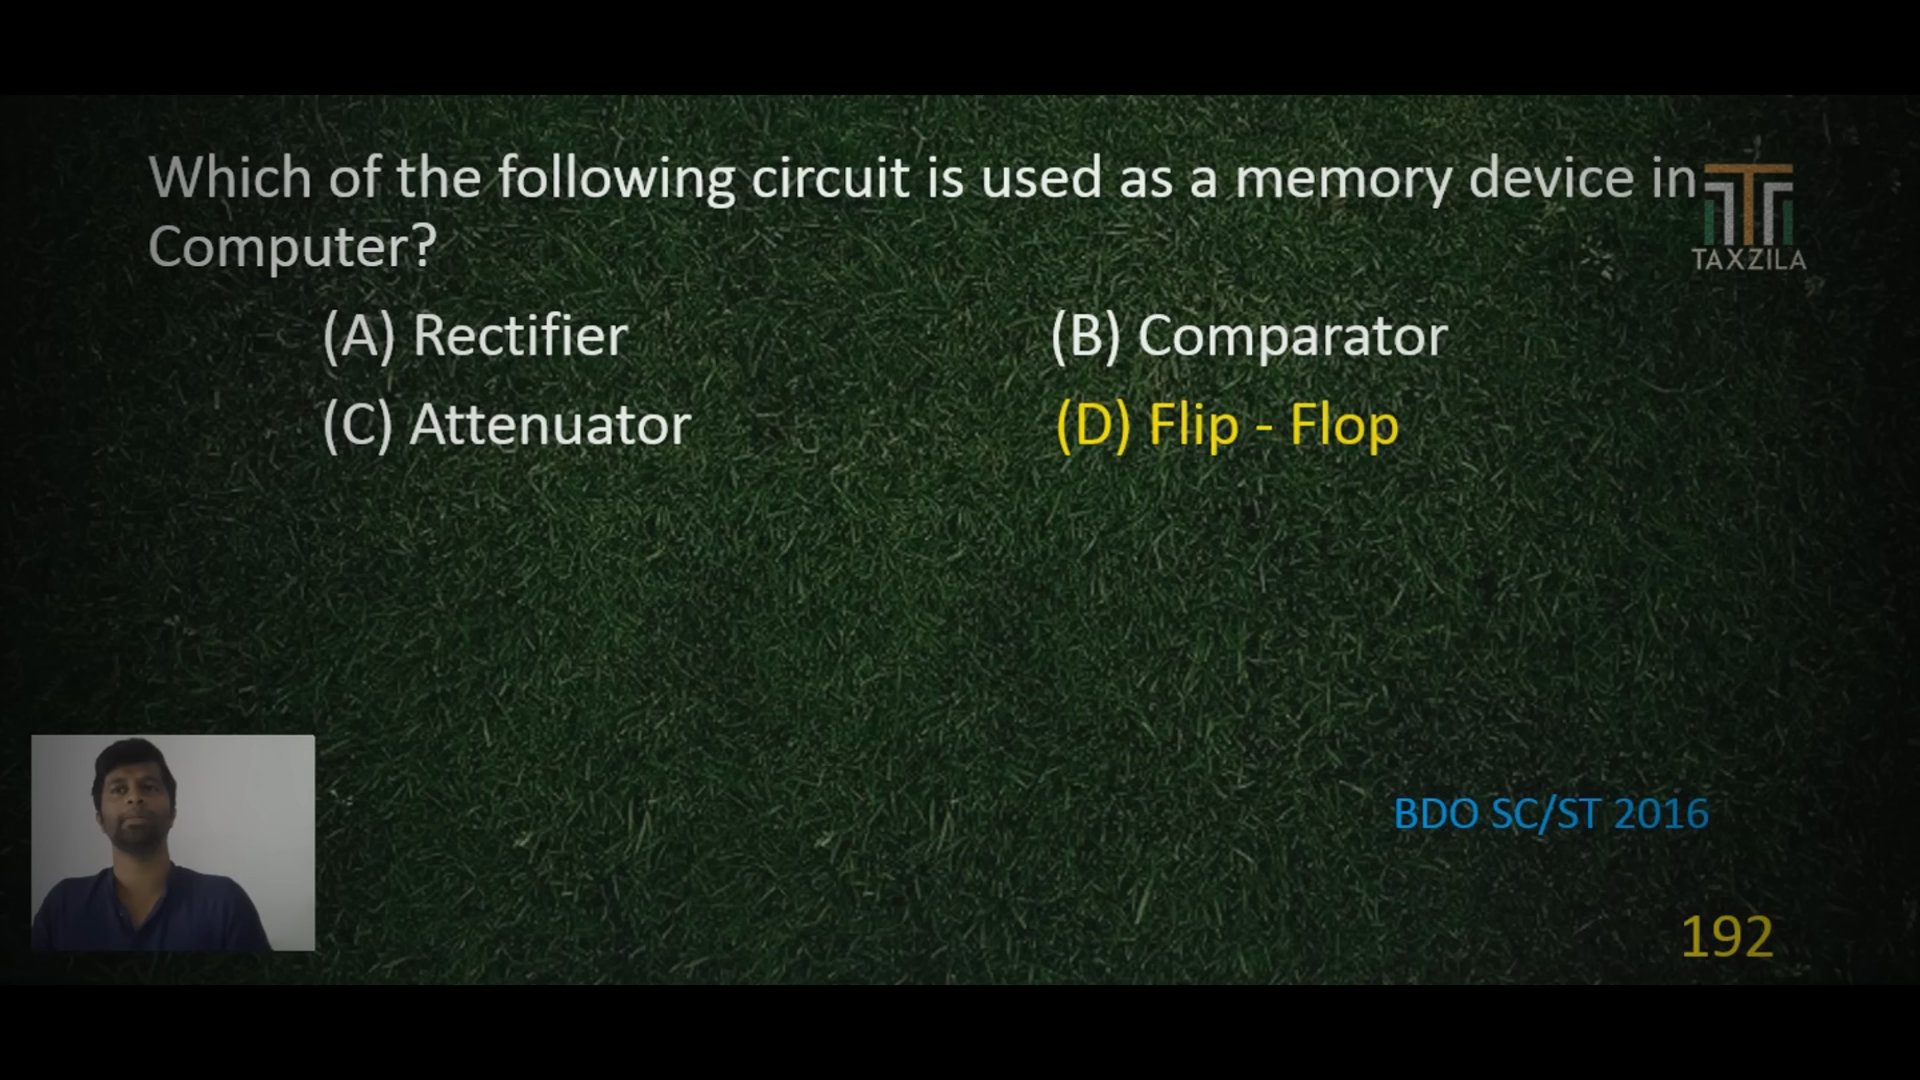 Which of the following circuit is used as a memory device in
Computer?
TAXZILA
(A) Rectifier
(B) Comparator
(C) Attenuator
(D) Flip - Flop
BDO SC/ST 2016
192